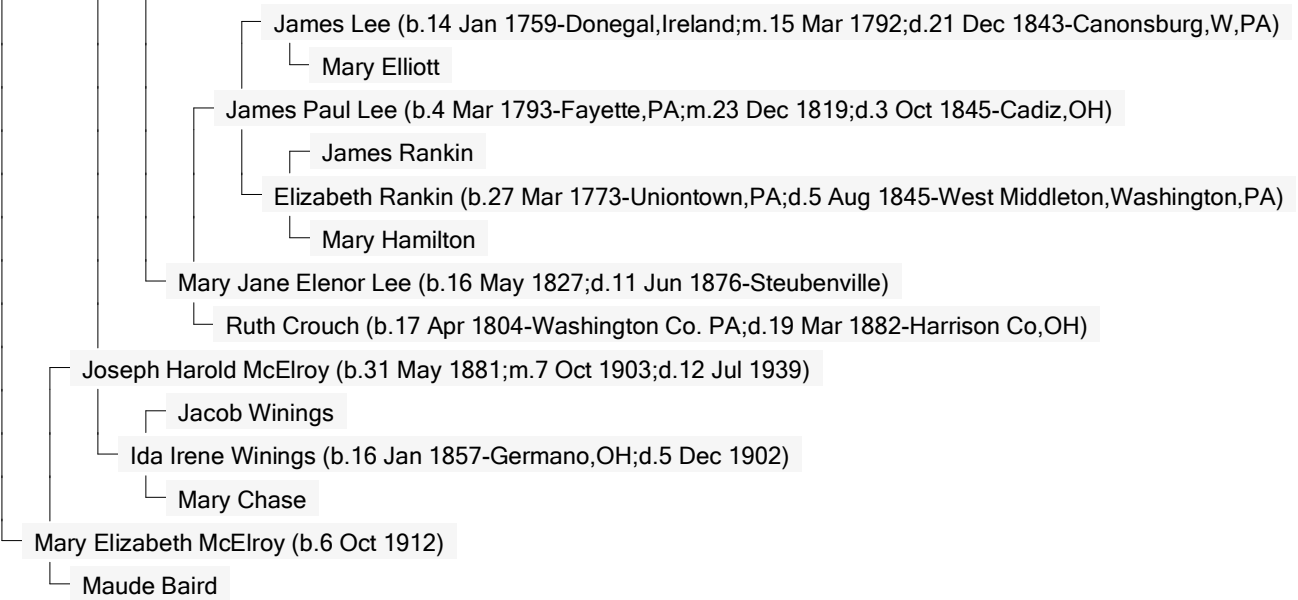 James Lee (b.14 Jan 1759-Donegal,Ireland;m.15 Mar 1792;d.21 Dec 1843-Canonsburg,W,PA)
Mary Elliott
James Paul Lee (b.4 Mar 1793-Fayette,PA;m.23 Dec 1819;d.3 Oct 1845-Cadiz,OH)
James Rankin
Elizabeth Rankin (b.27 Mar 1773-Uniontown,PA;d.5 Aug 1845-West Middleton,Washington,PA)
Mary Hamilton
Mary Jane Elenor Lee (b.16 May 1827;d.11 Jun 1876-Steubenville)
Ruth Crouch (b.17 Apr 1804-Washington Co. PA;d.19 Mar 1882-Harrison Co,OH)
Joseph Harold McElroy (b.31 May 1881;m.7 Oct 1903;d.12 Jul 1939)
Jacob Winings
Ida Irene Winings (b.16 Jan 1857-Germano,OH;d.5 Dec 1902)
Mary Chase
Mary Elizabeth McElroy (b.6 Oct 1912)
Maude Baird